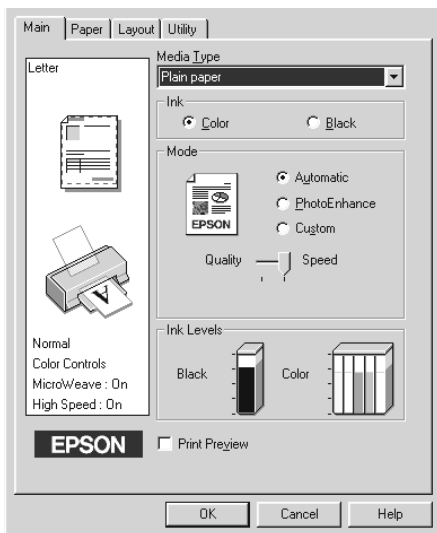 Main Paper Layout Utility
Letter
Media Type
Plain paper
Ink
Color Black
Mode
EPSON
Automatic
PhotoEnhance
Custom
Quality Speed
A
Normal
Color Controls
MicroWeave : On
High Speed : On
Ink Levels
Black Color
EPSON
Print Preview
OK Cancel Help